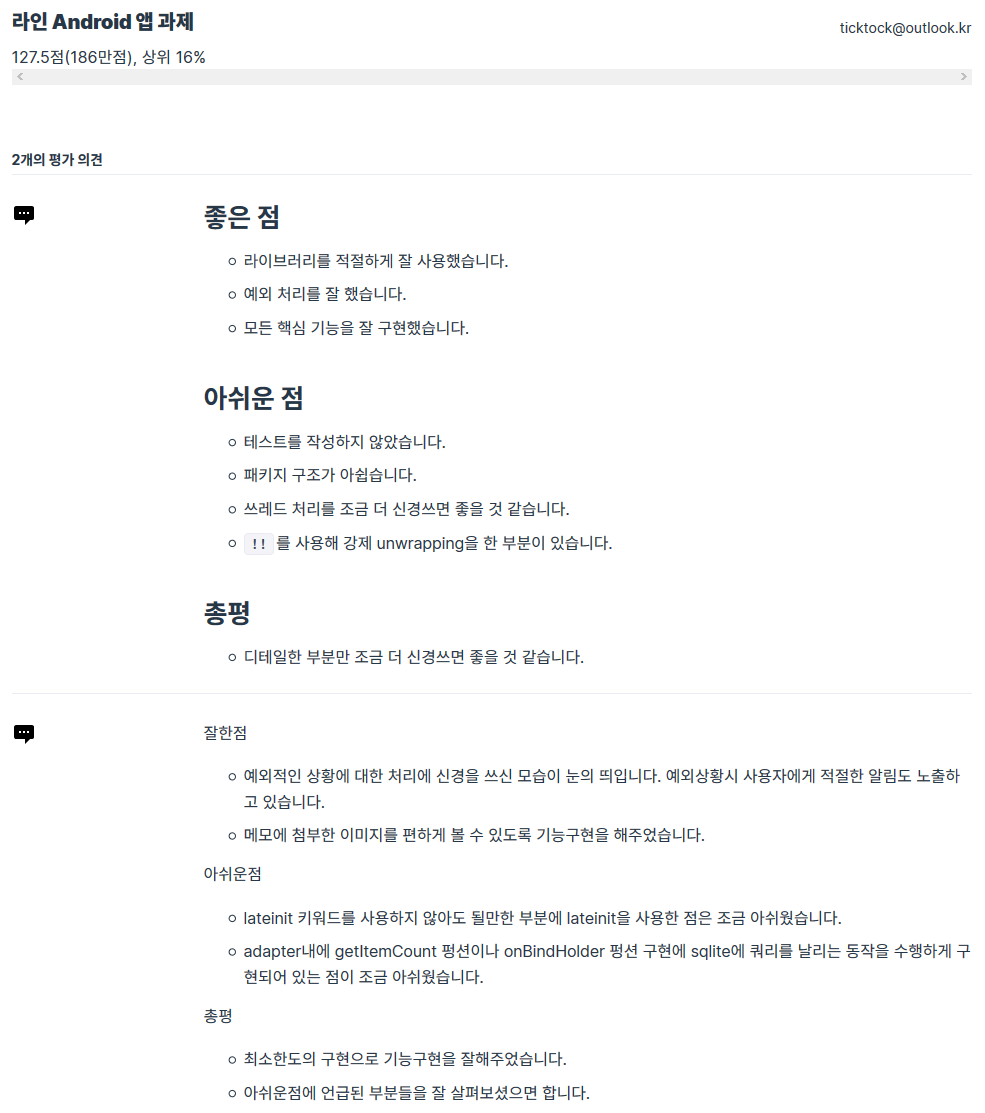 라인 Android 앱 과제
ticktock@outlook.kr
127.5점(186만점), 상위 16%
2개의 평가 의견
좋은 점
라이브러리를 적절하게 잘 사용했습니다.
예외 처리를 잘 했습니다.
모든 핵심 기능을 잘 구현했습니다.
아쉬운 점
테스트를 작성하지 않았습니다.
패키지 구조가 아쉽습니다.
쓰레드 처리를 조금 더 신경쓰면 좋을 것 같습니다.
!! 를 사용해 강제 unwrapping을 한 부분이 있습니다.
총평
디테일한 부분만 조금 더 신경쓰면 좋을 것 같습니다.
잘한점
예외적인 상황에 대한 처리에 신경을 쓰신 모습이 눈의 띄입니다. 예외상황시 사용자에게 적절한 알림도 노출하
고 있습니다.
메모에 첨부한 이미지를 편하게 볼 수 있도록 기능구현을 해주었습니다.
아쉬운점
lateinit 키워드를 사용하지 않아도 될만한 부분에 lateinit을 사용한 점은 조금 아쉬웠습니다.
adapter내에 getItemCount 펑션이나 onBindHolder 펑션 구현에 sqlite에 쿼리를 날리는 동작을 수행하게 구
현되어 있는 점이 조금 아쉬웠습니다.
총평
최소한도의 구현으로 기능구현을 잘해주었습니다.
아쉬운점에 언급된 부분들을 잘 살펴보셨으면 합니다.